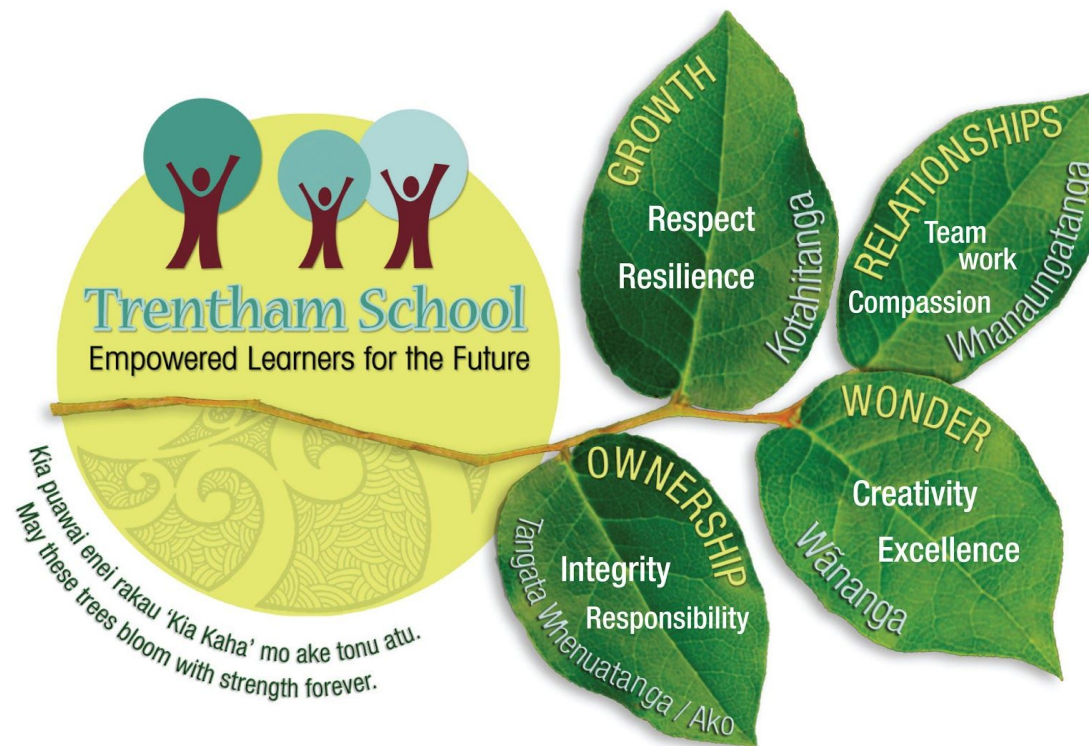 Trentham School
Empowered Learners for the Future
Kia puawai enei rakau 'Kia Kaha' mo ake tonu atu.
May these trees bloom with strength forever.
GROWTH
Respect
Resilience
Kotahitanga
RELATIONSHIPS
Team
work
Compassion
Whanaungatanga
OWNERSHIP
Integrity
Responsibility
Tangata Whenuatanga / Ako
WONDER
Creativity
Excellence
Wãnanga